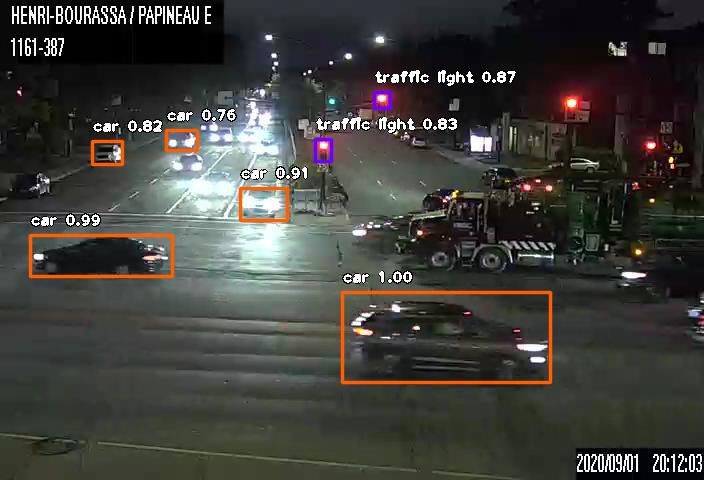 HENRI-BOURASSA / PAPINEAU E
1161-387
traffic light 0.87
car 0.76
car 0.82
traffic light 0.83
car 0.91
car 0.99
car 1.00
2020/09/01 20:12:03